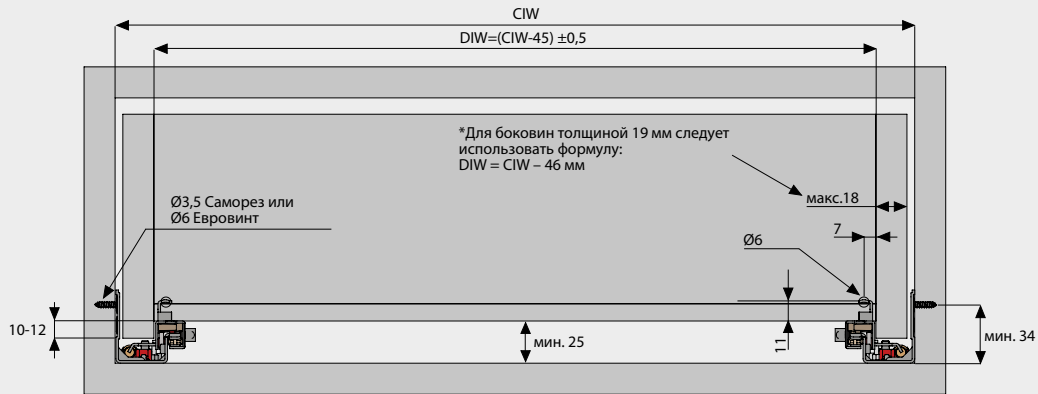 CIW
DIW=(CIW-45) ±0,5
*Для боковин толщиной 19 мм следует
использовать формулу:
DIW = CIW – 46 мм
Ø3,5 Саморез или
Ø6 Евровинт
макс.18
7
Ø6
10-12
мин. 25
11
мин. 34